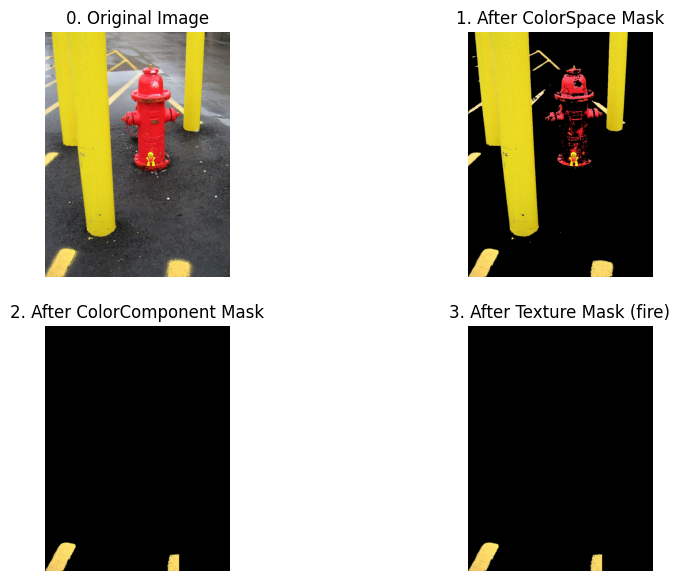 0. Original Image
1. After ColorSpace Mask
2. After ColorComponent Mask
3. After Texture Mask (fire)